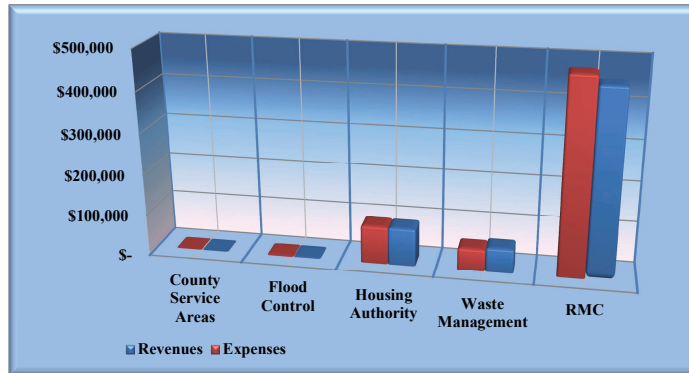 $500,000
$400,000
$300,000
$200,000
$100,000
$-
County
Service
Areas
Flood
Control
Housing
Authority
Waste
Management
RMC
Revenues Expenses